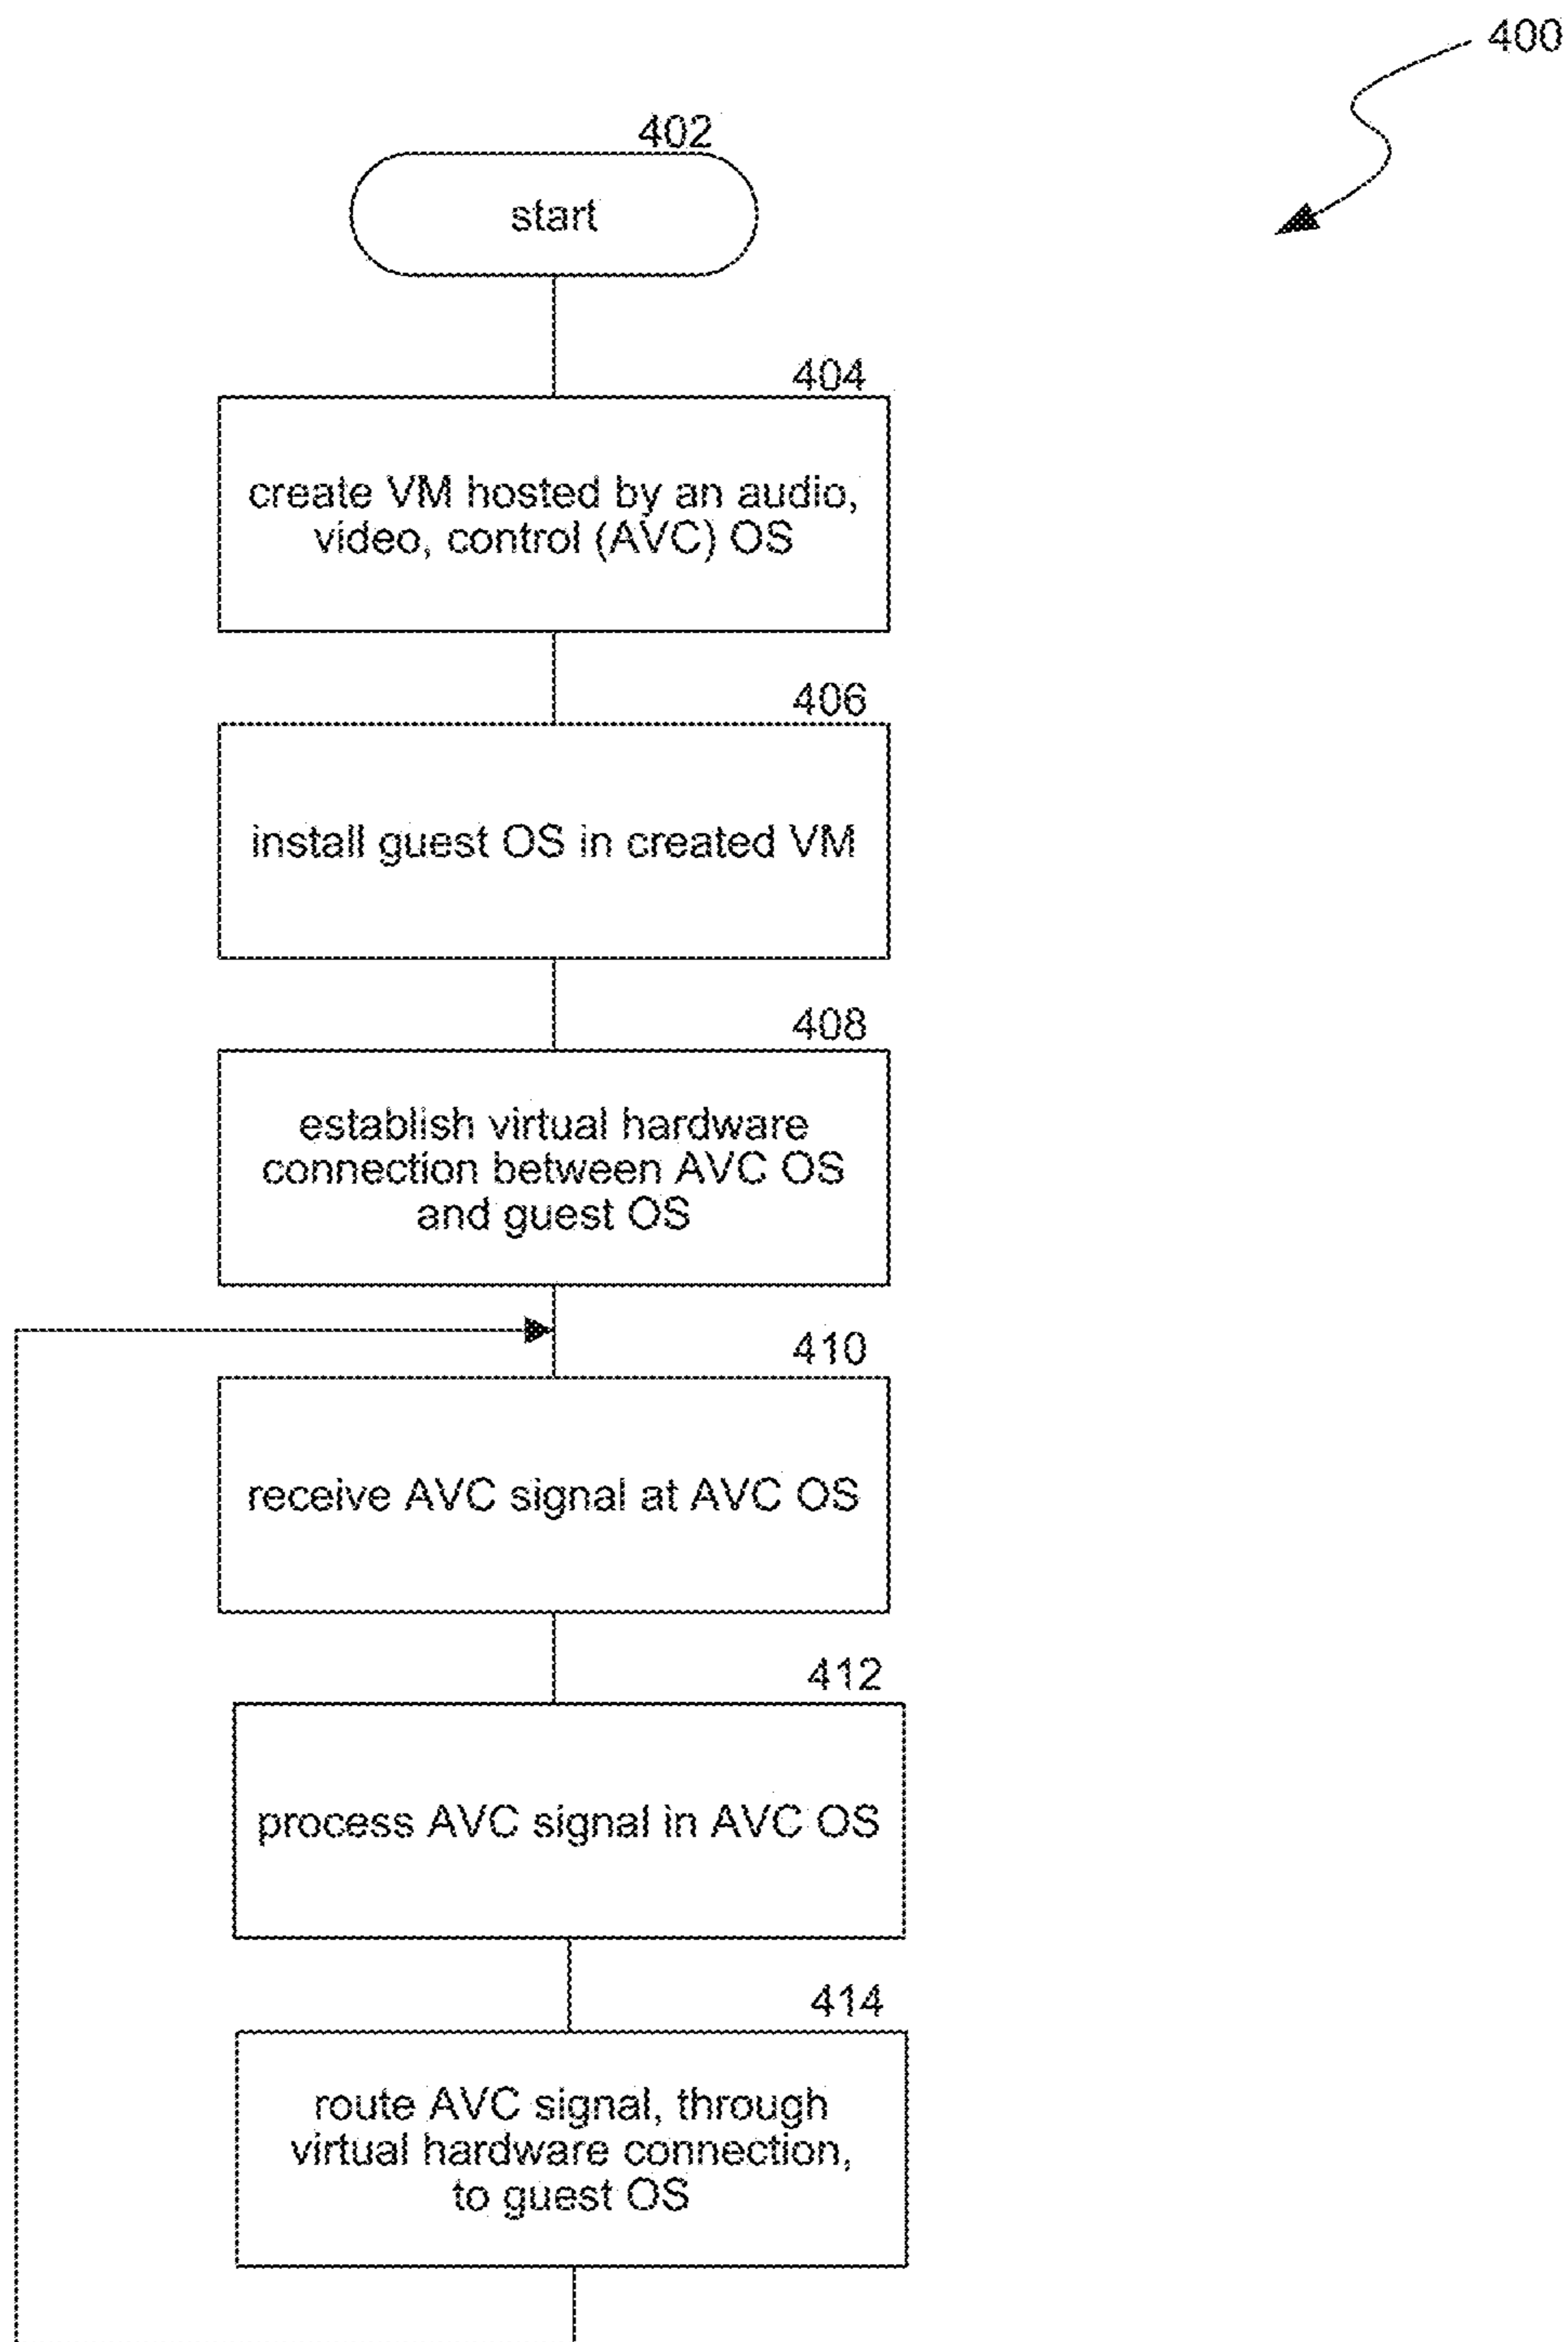 400
402
start
404
create VM hosted by an audio,
video, control (AVC) OS
406
install guest OS in created VM
408
establish virtual hardware
connection between AVC OS
and guest OS
410
receive AVC signal at AVC OS
412
process AVC signal in AVC OS
414
route AVC signal, through
virtual hardware connection,
to guest OS